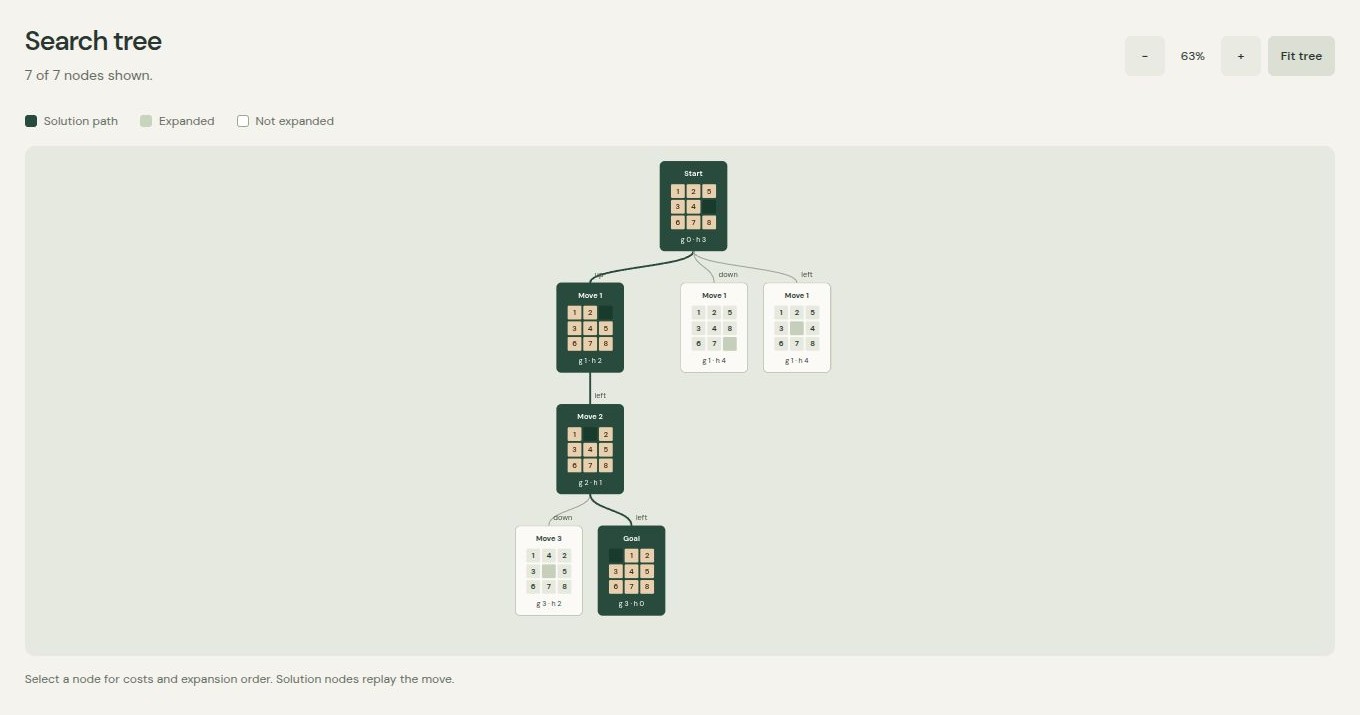 Search tree
7 of 7 nodes shown.
− 63% + Fit tree
Solution path Expanded Not expanded
Start
1 2 5
3 4
6 7 8
g 0 · h 3
up down left
Move 1
1 2
3 4 5
6 7 8
g 1 · h 2
Move 1
1 2 5
3 4 8
6 7
g 1 · h 4
Move 1
1 2 5
3 4
6 7 8
g 1 · h 4
left
Move 2
1 2
3 4 5
6 7 8
g 2 · h 1
down left
Move 3
1 4 2
3 5
6 7 8
g 3 · h 2
Goal
1 2
3 4 5
6 7 8
g 3 · h 0
Select a node for costs and expansion order. Solution nodes replay the move.